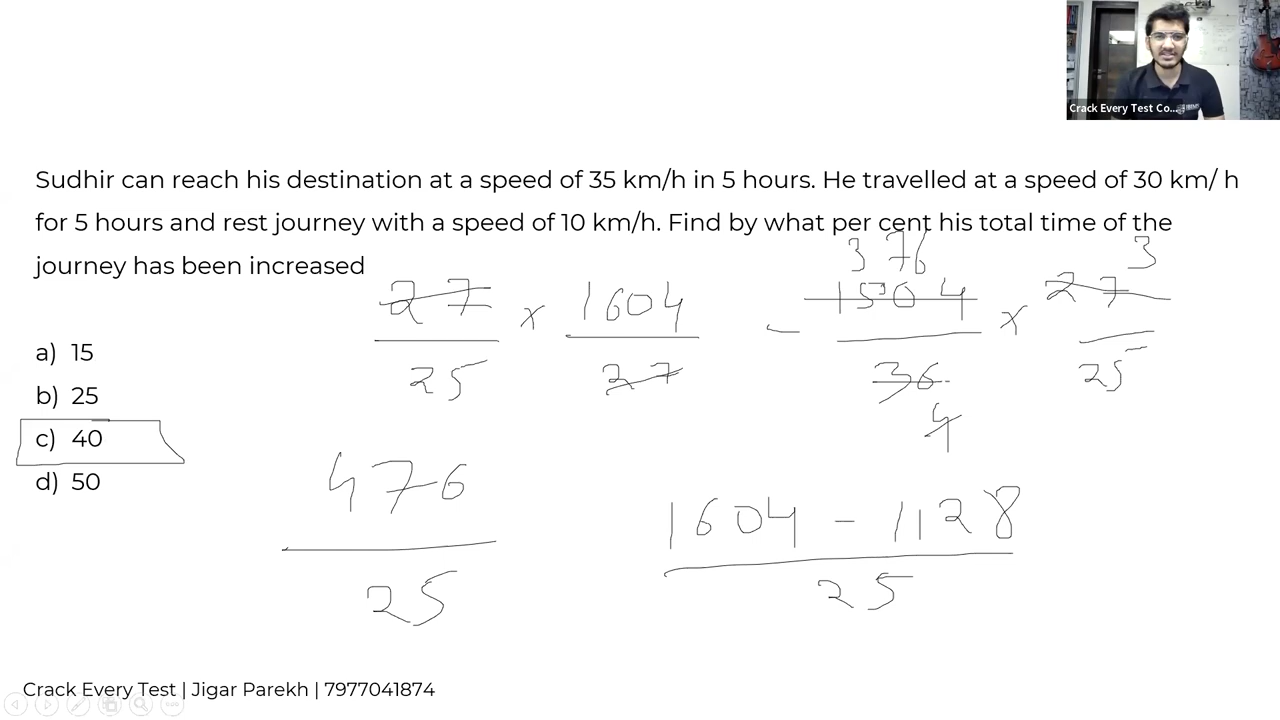 Crack Every Test Co...
Sudhir can reach his destination at a speed of 35 km/h in 5 hours. He travelled at a speed of 30 km/ h
for 5 hours and rest journey with a speed of 10 km/h. Find by what per cent his total time of the
journey has been increased
a) 15
b) 25
c) 40
d) 50
27/25 x 1604/27 - 1504/36 x 27/25
376 3
4
476/25
1604 - 1128/25
Crack Every Test | Jigar Parekh | 7977041874